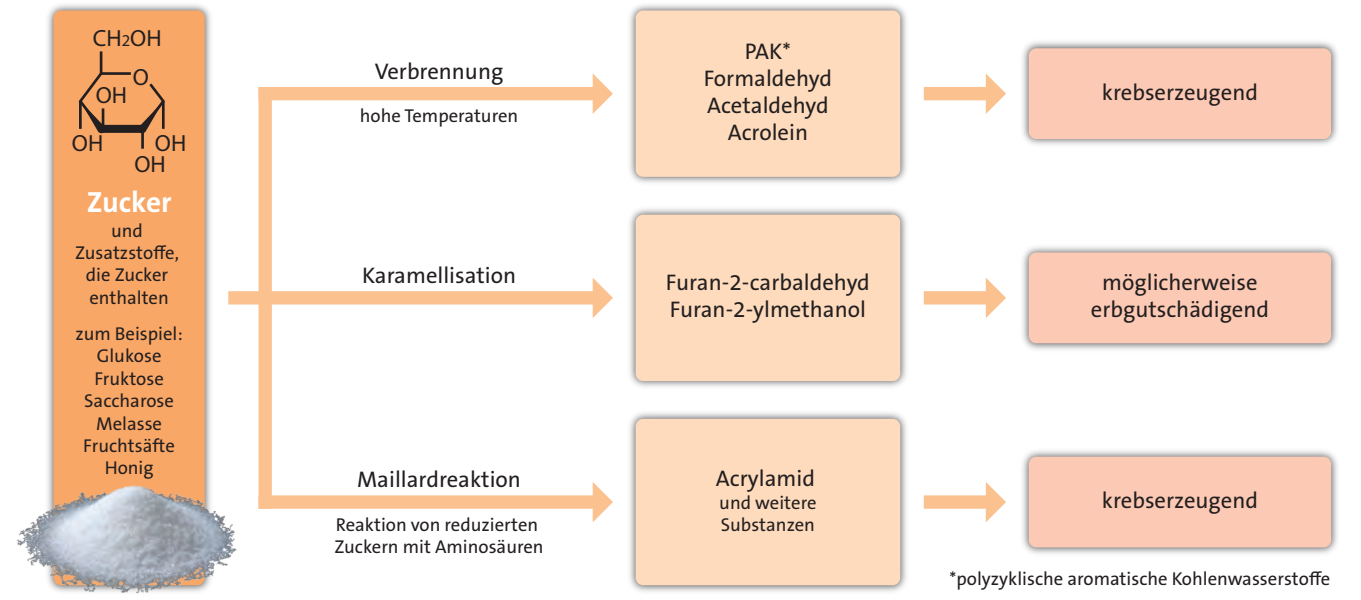 CH2OH
O
OH
OH
OH
OH
Zucker
und
Zusatzstoffe,
die Zucker
enthalten
zum Beispiel:
Glukose
Fruktose
Saccharose
Melasse
Fruchtsäfte
Honig
Verbrennung
hohe Temperaturen
PAK*
Formaldehyd
Acetaldehyd
Acrolein
krebserzeugend
Karamellisation
Furan-2-carbaldehyd
Furan-2-ylmethanol
möglicherweise
erbgutschädigend
Maillardreaktion
Reaktion von reduzierten
Zuckern mit Aminosäuren
Acrylamid
und weitere
Substanzen
krebserzeugend
*polyzyklische aromatische Kohlenwasserstoffe